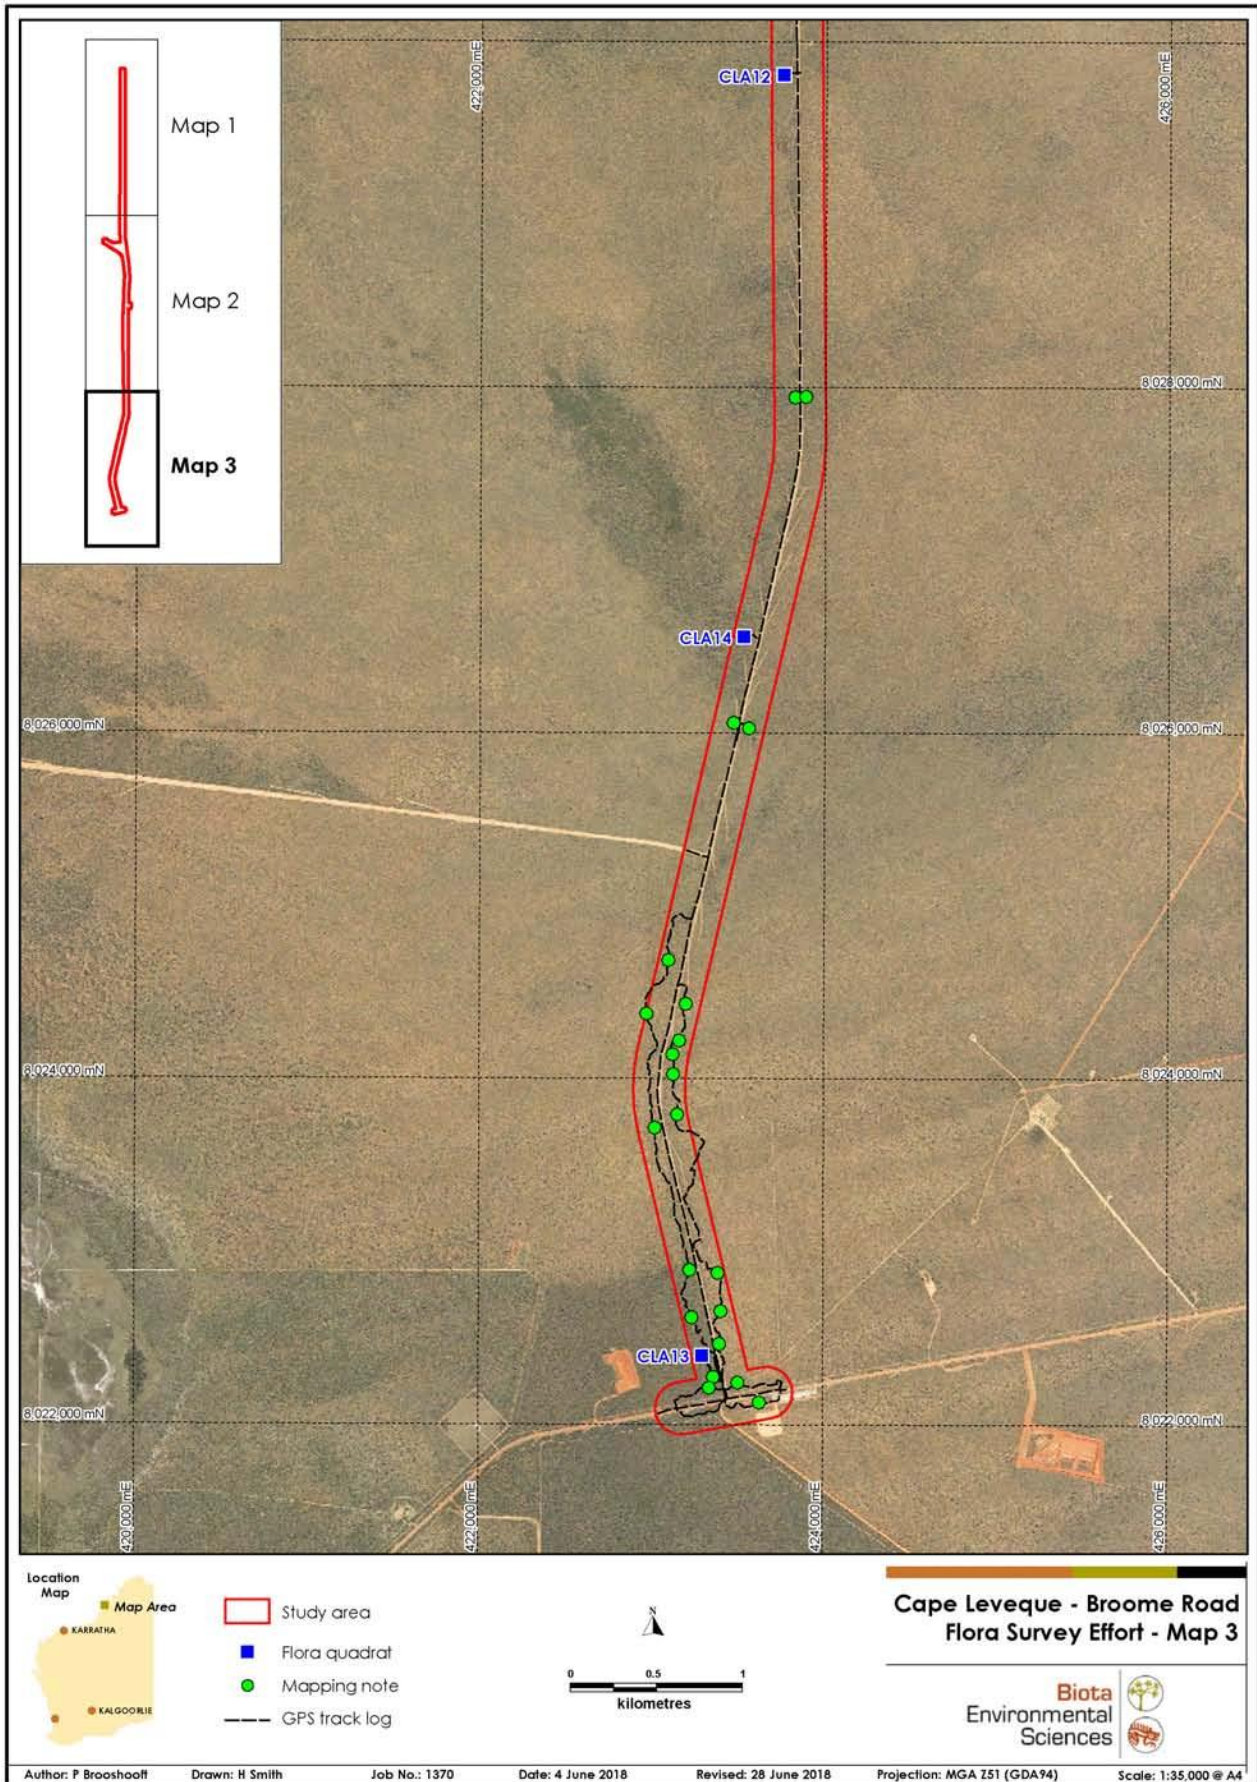 Map 1
Map 2
Map 3
422,000 mE
426,000 mE
CLA12
8,028,000 mN
CLA14
8,026,000 mN
8,026,000 mN
8,024,000 mN
8,024,000 mN
CLA13
8,022,000 mN
8,022,000 mN
420,000 mE
422,000 mE
424,000 mE
Location
Map
Map Area
KARRATHA
KALGOORLIE
Study area
Flora quadrat
Mapping note
GPS track log
N
0 0.5 1
kilometres
Cape Leveque - Broome Road
Flora Survey Effort - Map 3
Biota
Environmental
Sciences
Author: P Brooshooft Drawn: H Smith Job No.: 1370 Date: 4 June 2018 Revised: 28 June 2018 Projection: MGA Z51 (GDA94) Scale: 1:35,000 @ A4